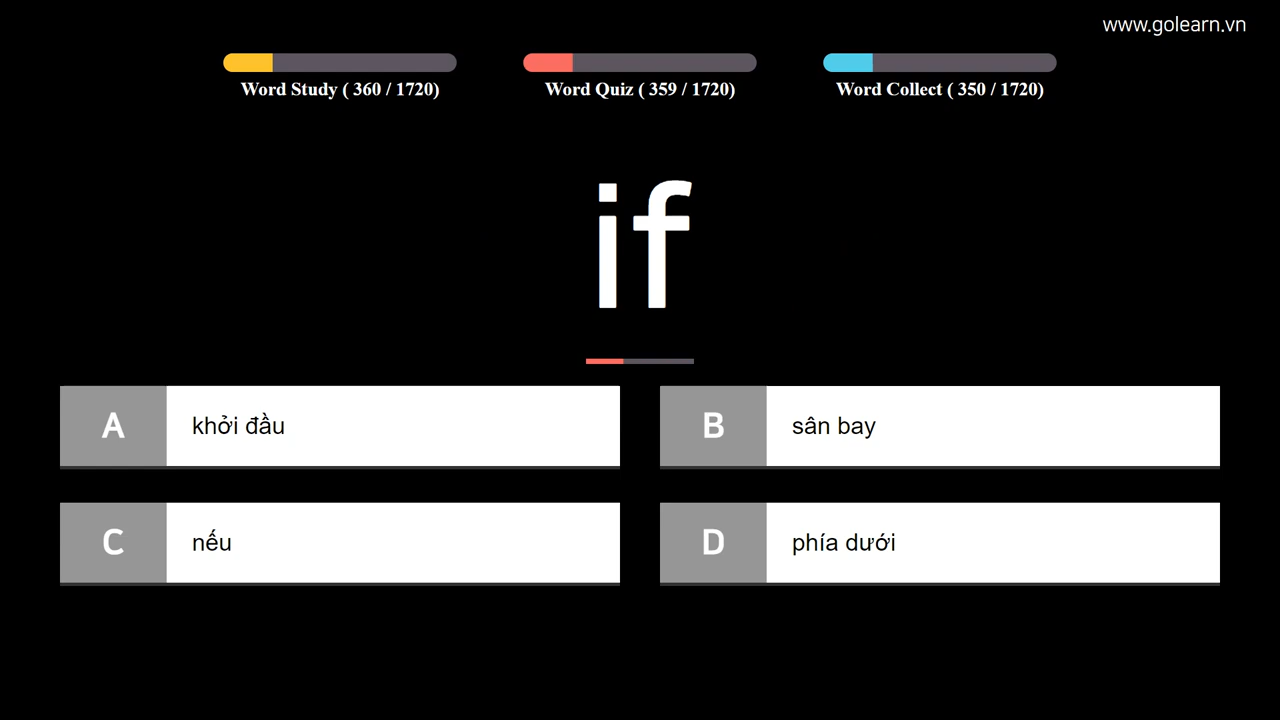 www.golearn.vn
Word Study ( 360 / 1720)
Word Quiz ( 359 / 1720)
Word Collect ( 350 / 1720)
if
A khởi đầu
B sân bay
C nếu
D phía dưới